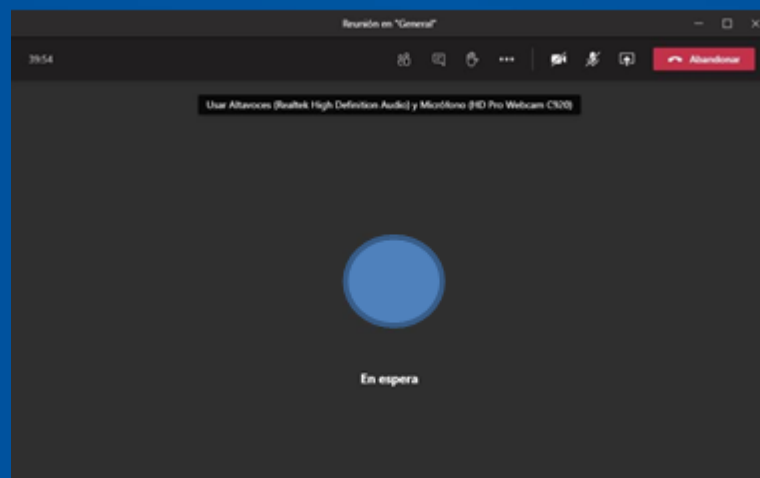 Reunión en "General"
39:54
Abandonar
Usar Altavoces (Realtek High Definition Audio) y Micrófono (HD Pro Webcam C920)
En espera